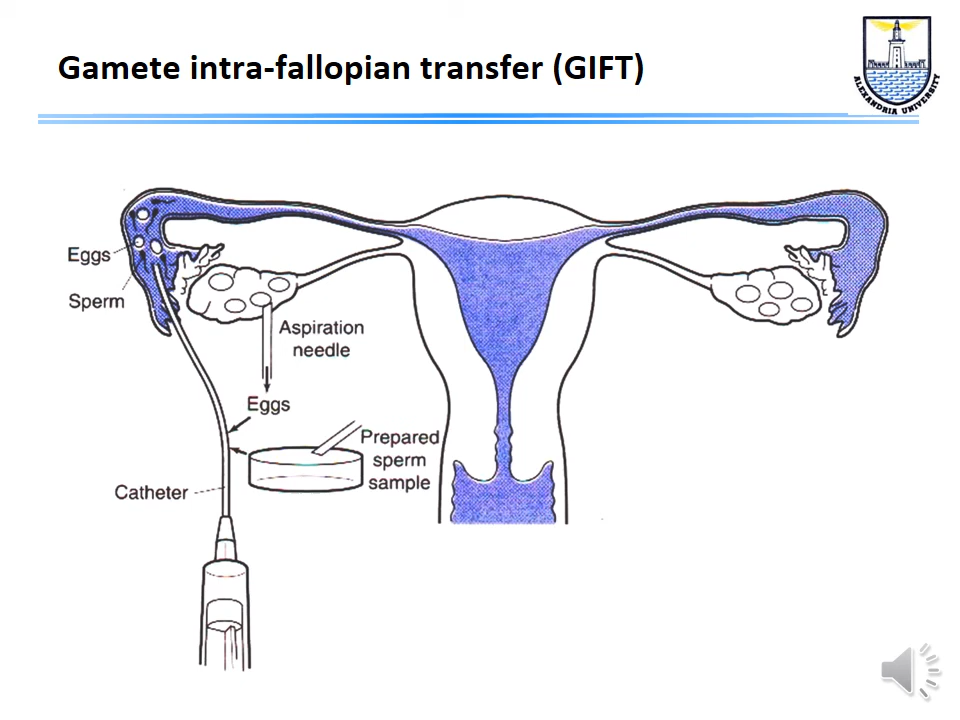 Gamete intra-fallopian transfer (GIFT)
ALEXANDRIA UNIVERSITY
Eggs
Sperm
Aspiration
needle
Eggs
Prepared
sperm
sample
Catheter